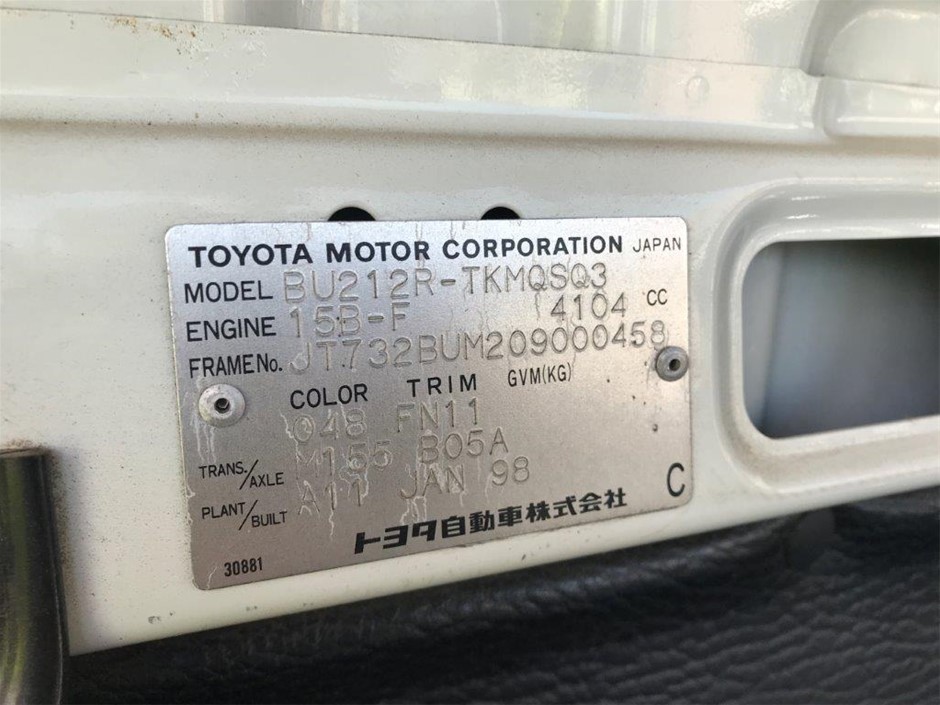 TOYOTA MOTOR CORPORATION JAPAN
MODEL BU212R-TKMQSQ3
ENGINE 15B-F 4104 CC
FRAME No. JT732BUM209000458
COLOR TRIM GVM(KG)
048 FN11
TRANS./AXLE M155 B05A
PLANT/BUILT A11 JAN 98
トヨタ自動車株式会社 C
30881